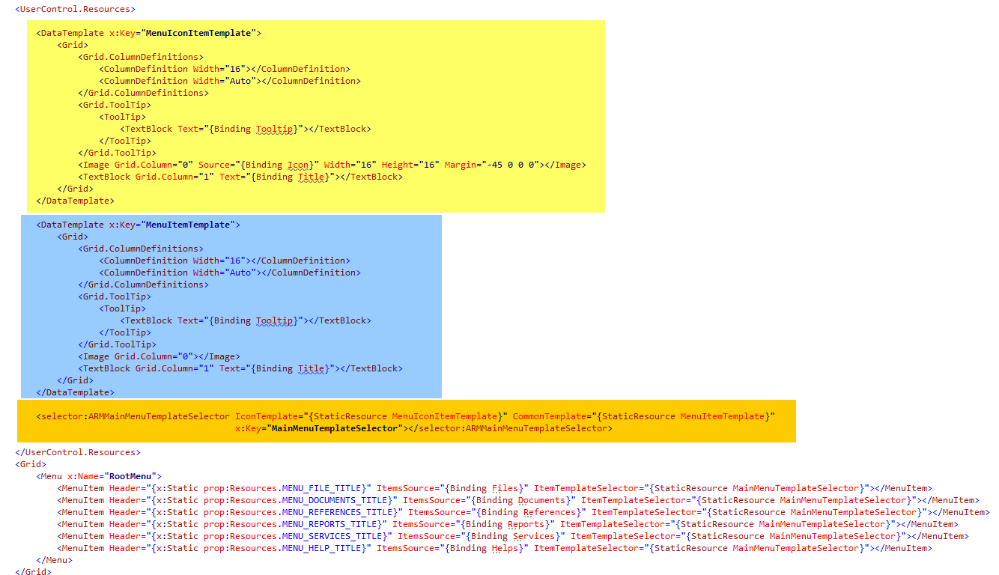 <UserControl.Resources>
<DataTemplate x:Key="MenuIconItemTemplate">
<Grid>
<Grid.ColumnDefinitions>
<ColumnDefinition Width="16"></ColumnDefinition>
<ColumnDefinition Width="Auto"></ColumnDefinition>
</Grid.ColumnDefinitions>
<Grid.ToolTip>
<ToolTip>
<TextBlock Text="{Binding Tooltip}"></TextBlock>
</ToolTip>
</Grid.ToolTip>
<Image Grid.Column="0" Source="{Binding Icon}" Width="16" Height="16" Margin="-45 0 0 0"></Image>
<TextBlock Grid.Column="1" Text="{Binding Title}"></TextBlock>
</Grid>
</DataTemplate>
<DataTemplate x:Key="MenuItemTemplate">
<Grid>
<Grid.ColumnDefinitions>
<ColumnDefinition Width="16"></ColumnDefinition>
<ColumnDefinition Width="Auto"></ColumnDefinition>
</Grid.ColumnDefinitions>
<Grid.ToolTip>
<ToolTip>
<TextBlock Text="{Binding Tooltip}"></TextBlock>
</ToolTip>
</Grid.ToolTip>
<Image Grid.Column="0"></Image>
<TextBlock Grid.Column="1" Text="{Binding Title}"></TextBlock>
</Grid>
</DataTemplate>
<selector:ARMMainMenuTemplateSelector IconTemplate="{StaticResource MenuIconItemTemplate}" CommonTemplate="{StaticResource MenuItemTemplate}"
x:Key="MainMenuTemplateSelector"></selector:ARMMainMenuTemplateSelector>
</UserControl.Resources>
<Grid>
<Menu x:Name="RootMenu">
<MenuItem Header="{x:Static prop:Resources.MENU_FILE_TITLE}" ItemsSource="{Binding Files}" ItemTemplateSelector="{StaticResource MainMenuTemplateSelector}"></MenuItem>
<MenuItem Header="{x:Static prop:Resources.MENU_DOCUMENTS_TITLE}" ItemsSource="{Binding Documents}" ItemTemplateSelector="{StaticResource MainMenuTemplateSelector}"></MenuItem>
<MenuItem Header="{x:Static prop:Resources.MENU_REFERENCES_TITLE}" ItemsSource="{Binding References}" ItemTemplateSelector="{StaticResource MainMenuTemplateSelector}"></MenuItem>
<MenuItem Header="{x:Static prop:Resources.MENU_REPORTS_TITLE}" ItemsSource="{Binding Reports}" ItemTemplateSelector="{StaticResource MainMenuTemplateSelector}"></MenuItem>
<MenuItem Header="{x:Static prop:Resources.MENU_SERVICES_TITLE}" ItemsSource="{Binding Services}" ItemTemplateSelector="{StaticResource MainMenuTemplateSelector}"></MenuItem>
<MenuItem Header="{x:Static prop:Resources.MENU_HELP_TITLE}" ItemsSource="{Binding Helps}" ItemTemplateSelector="{StaticResource MainMenuTemplateSelector}"></MenuItem>
</Menu>
</Grid>